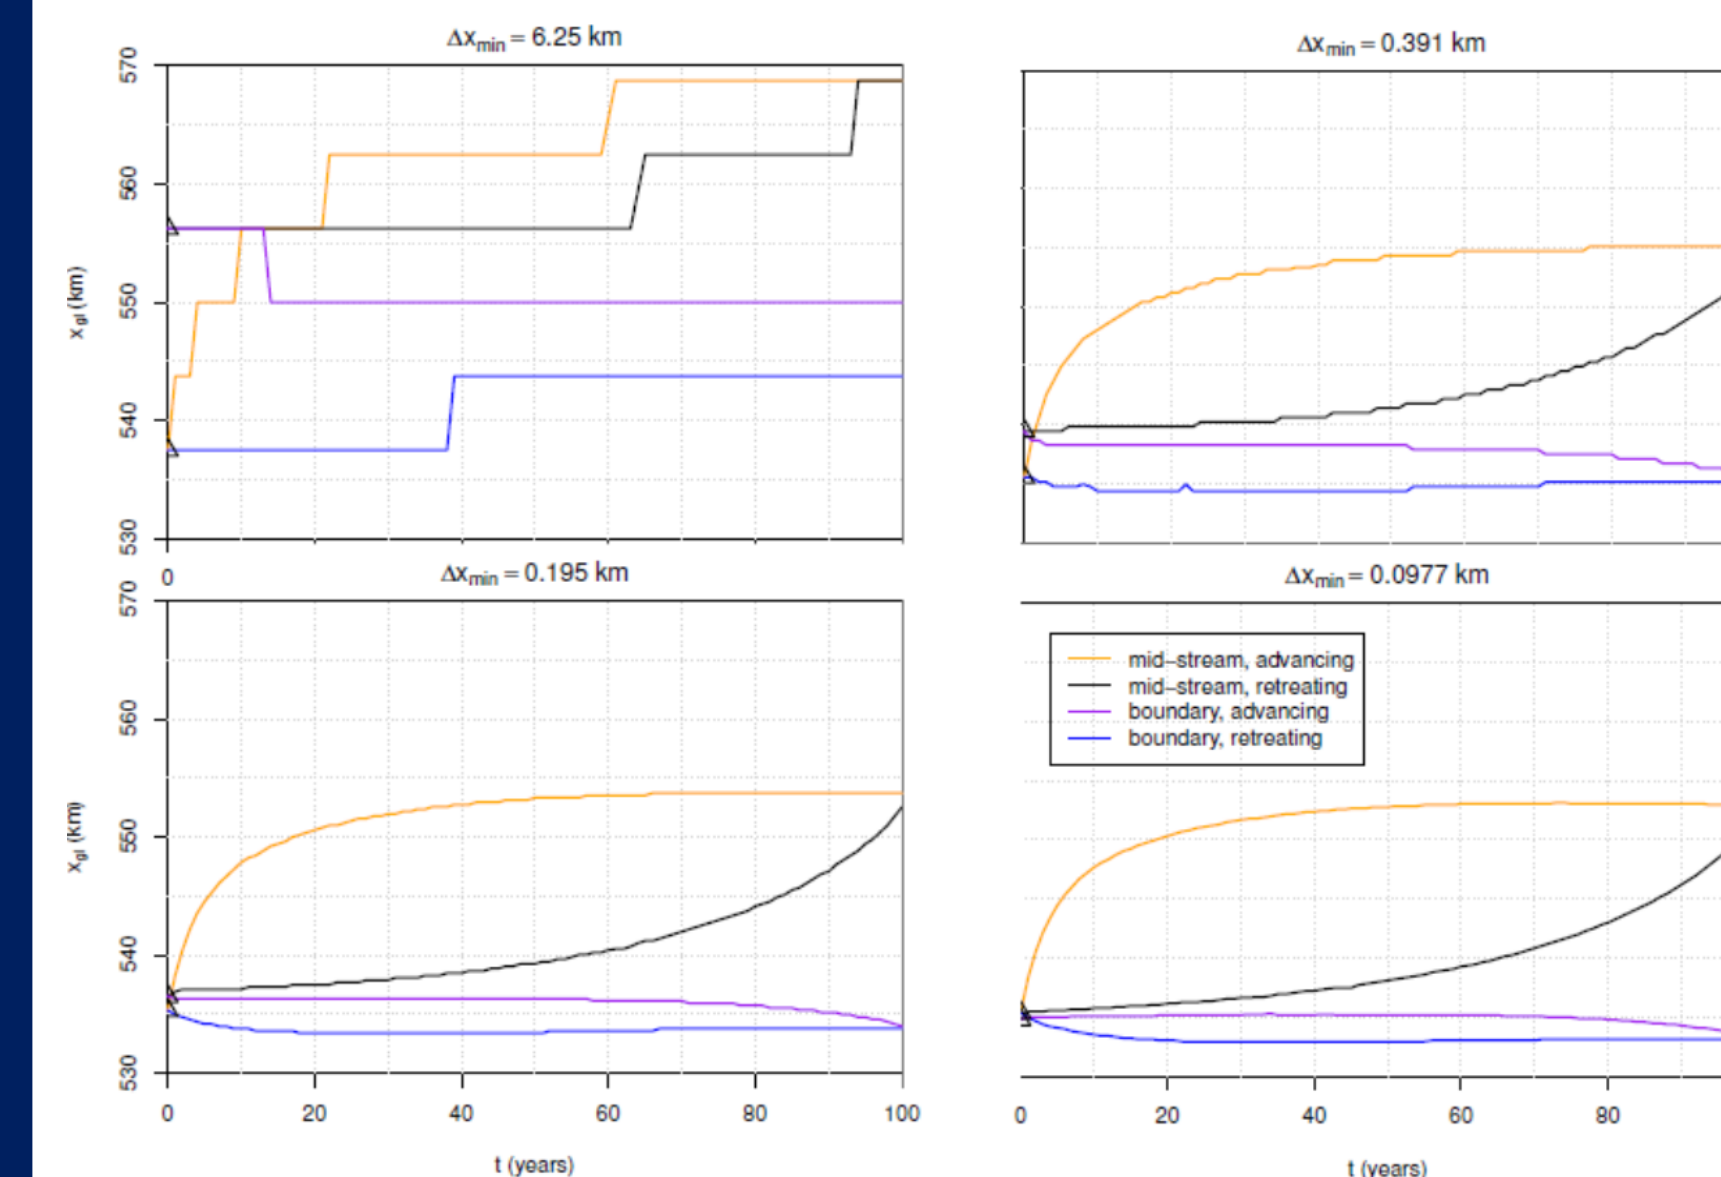 Δxmin = 6.25 km
Δxmin = 0.391 km
570
560
550
540
530
xgl (km)
0
Δxmin = 0.195 km
Δxmin = 0.0977 km
570
560
550
540
530
xgl (km)
mid−stream, advancing
mid−stream, retreating
boundary, advancing
boundary, retreating
0 20 40 60 80 100
0 20 40 60 80
t (years)
t (years)